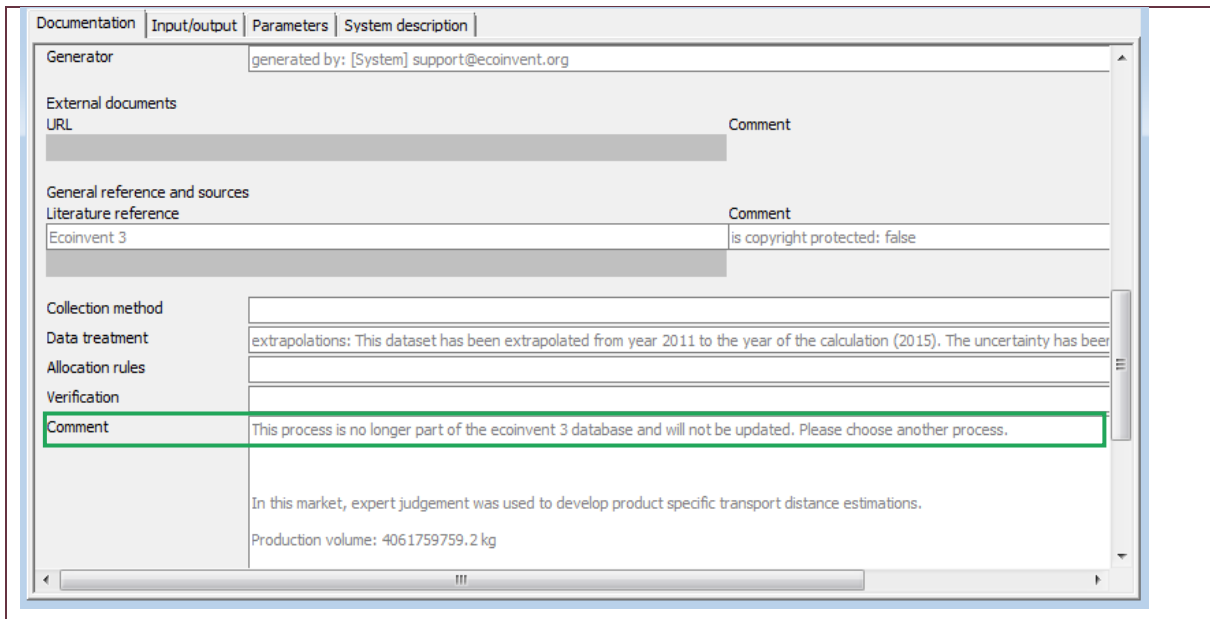 Documentation Input/output Parameters System description
Generator generated by: [System] support@ecoinvent.org
External documents
URL Comment
General reference and sources
Literature reference Comment
Ecoinvent 3 is copyright protected: false
Collection method
Data treatment extrapolations: This dataset has been extrapolated from year 2011 to the year of the calculation (2015). The uncertainty has been
Allocation rules
Verification
Comment This process is no longer part of the ecoinvent 3 database and will not be updated. Please choose another process.
In this market, expert judgement was used to develop product specific transport distance estimations.
Production volume: 4061759759.2 kg